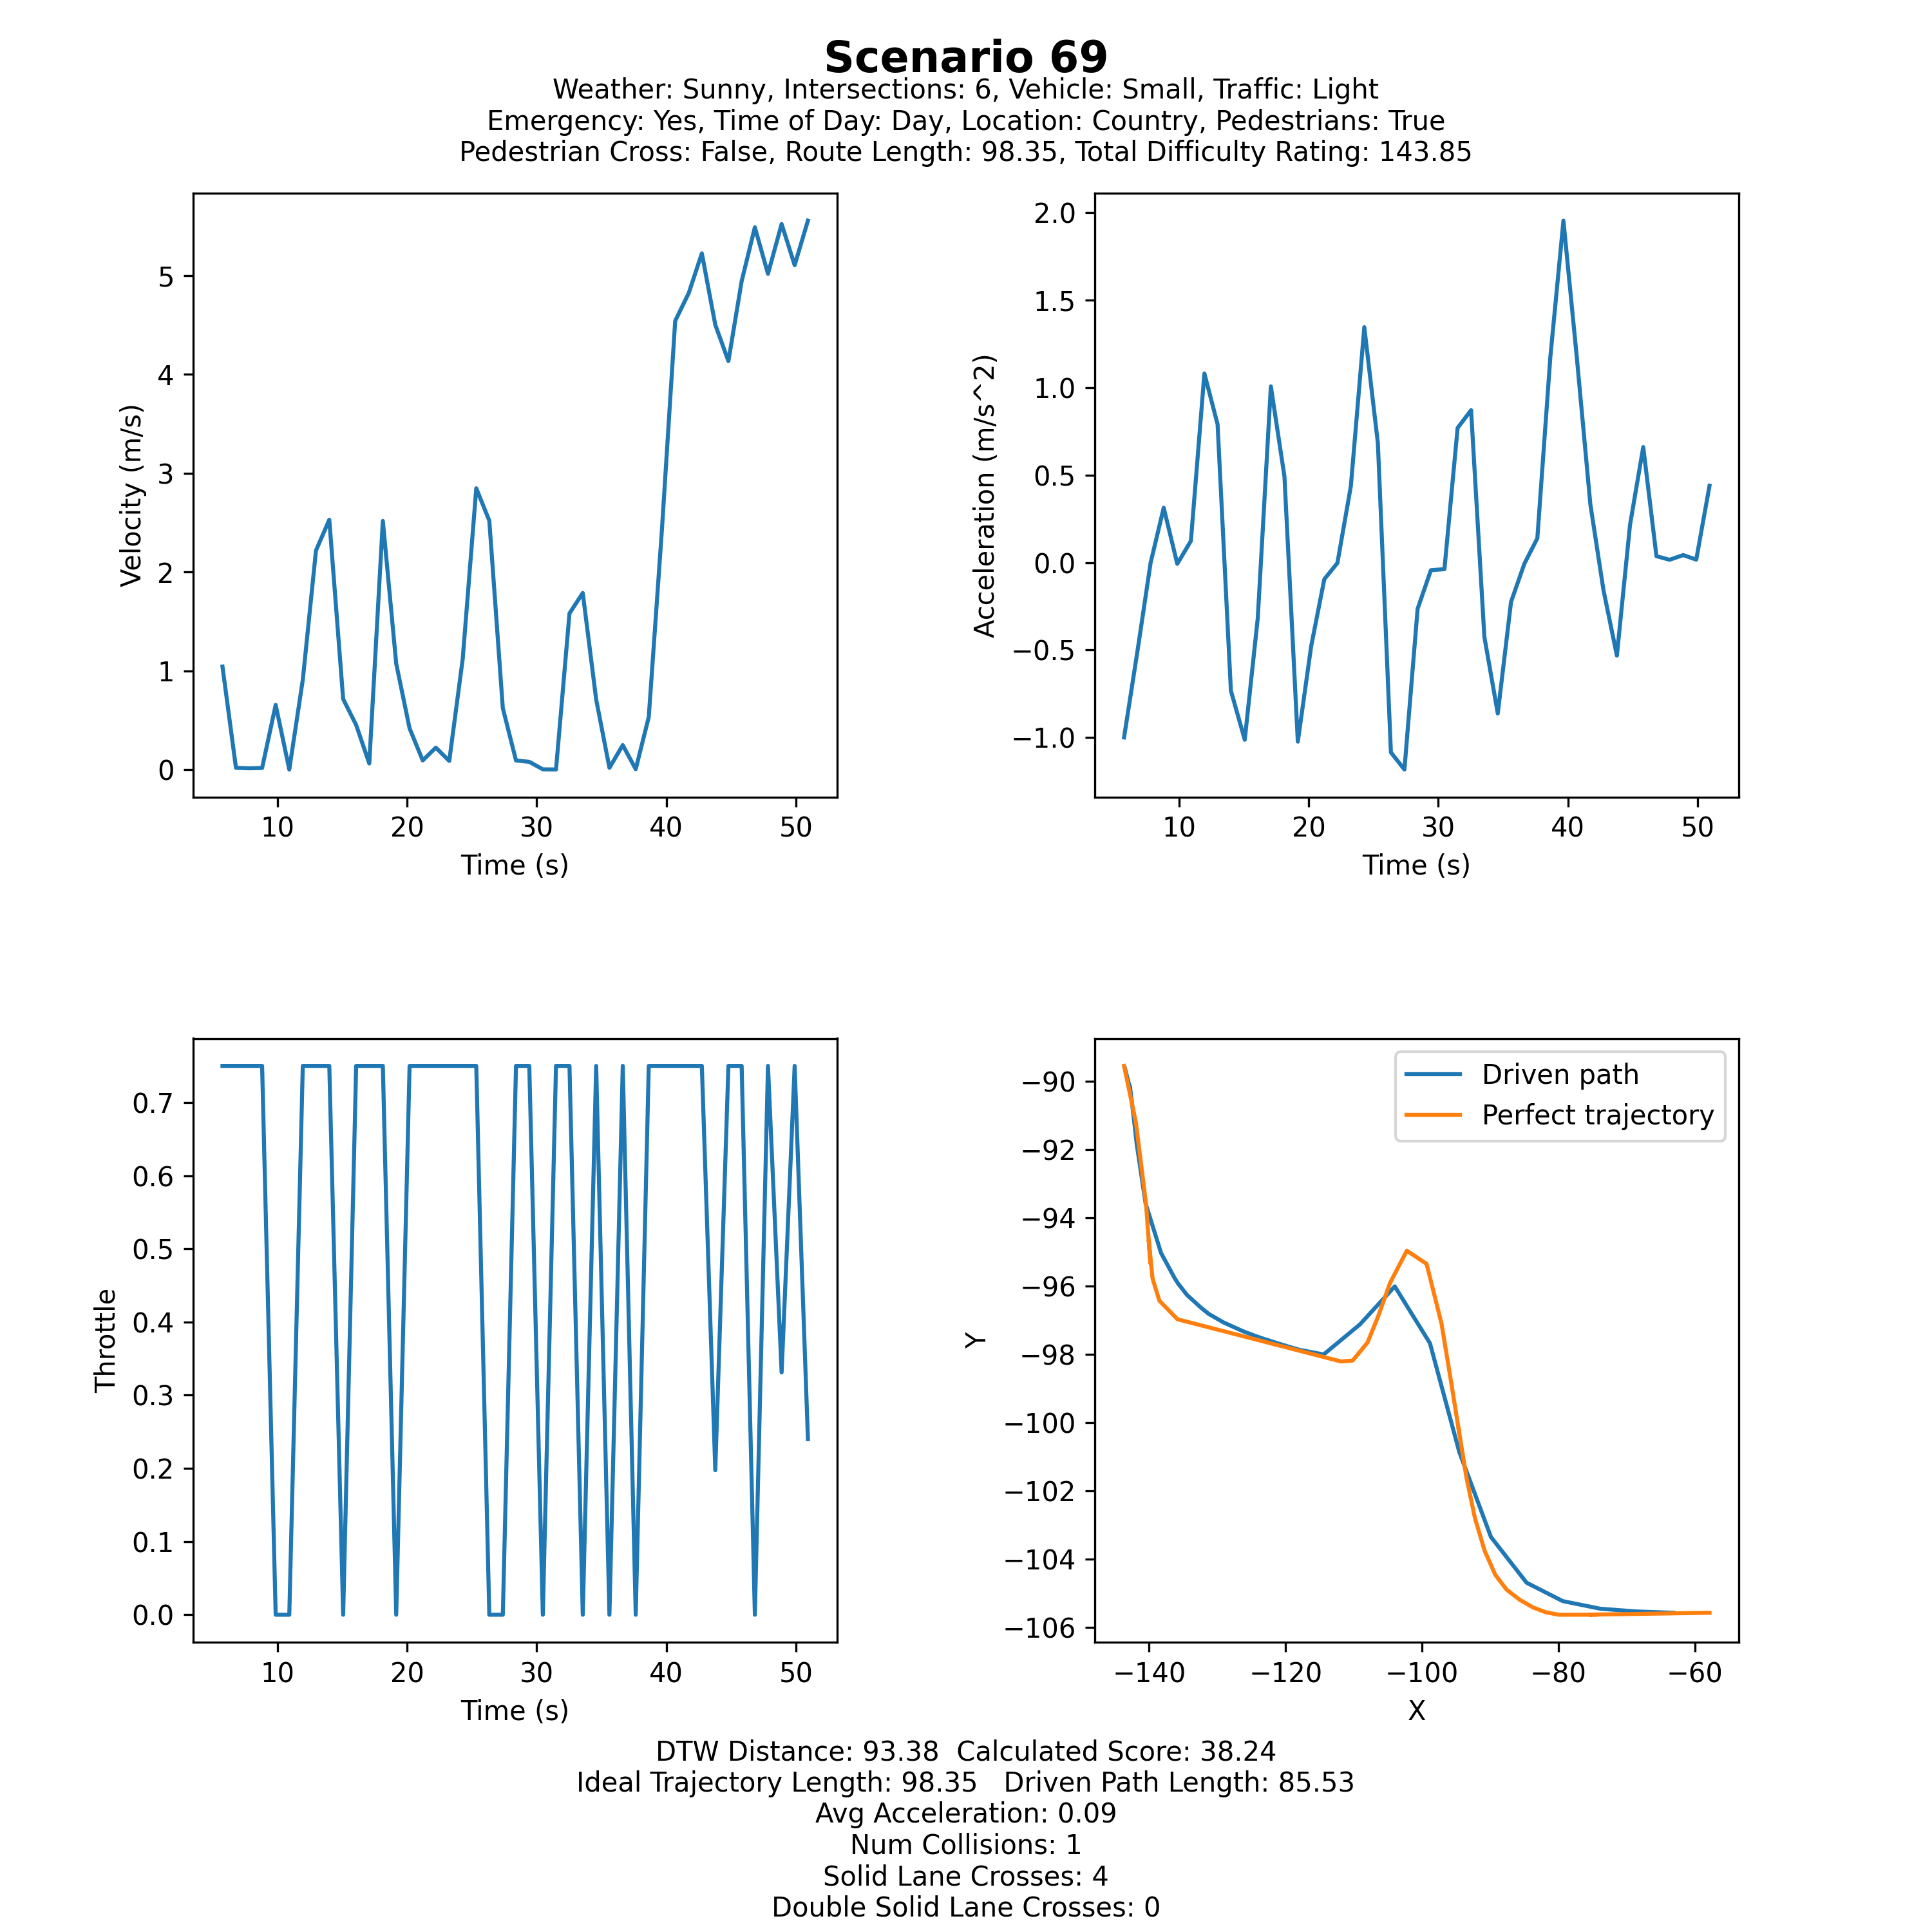 Scenario 69
Weather: Sunny, Intersections: 6, Vehicle: Small, Traffic: Light
Emergency: Yes, Time of Day: Day, Location: Country, Pedestrians: True
Pedestrian Cross: False, Route Length: 98.35, Total Difficulty Rating: 143.85
Velocity (m/s)
5
4
3
2
1
0
10 20 30 40 50
Time (s)
Acceleration (m/s^2)
2.0
1.5
1.0
0.5
0.0
−0.5
−1.0
10 20 30 40 50
Time (s)
Throttle
0.7
0.6
0.5
0.4
0.3
0.2
0.1
0.0
10 20 30 40 50
Time (s)
Driven path
Perfect trajectory
Y
−90
−92
−94
−96
−98
−100
−102
−104
−106
−140 −120 −100 −80 −60
X
DTW Distance: 93.38 Calculated Score: 38.24
Ideal Trajectory Length: 98.35 Driven Path Length: 85.53
Avg Acceleration: 0.09
Num Collisions: 1
Solid Lane Crosses: 4
Double Solid Lane Crosses: 0